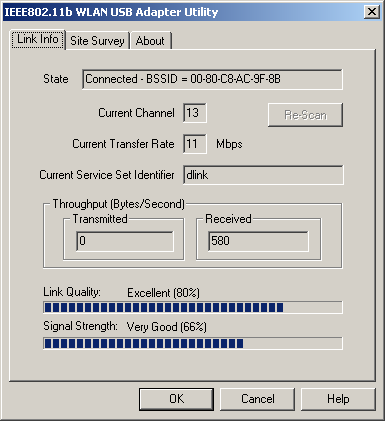 IEEE802.11b WLAN USB Adapter Utility
Link Info Site Survey About
State Connected - BSSID = 00-80-C8-AC-9F-8B
Current Channel 13 Re-Scan
Current Transfer Rate 11 Mbps
Current Service Set Identifier dlink
Throughput (Bytes/Second)
Transmitted Received
0 580
Link Quality: Excellent (80%)
Signal Strength: Very Good (66%)
OK Cancel Help